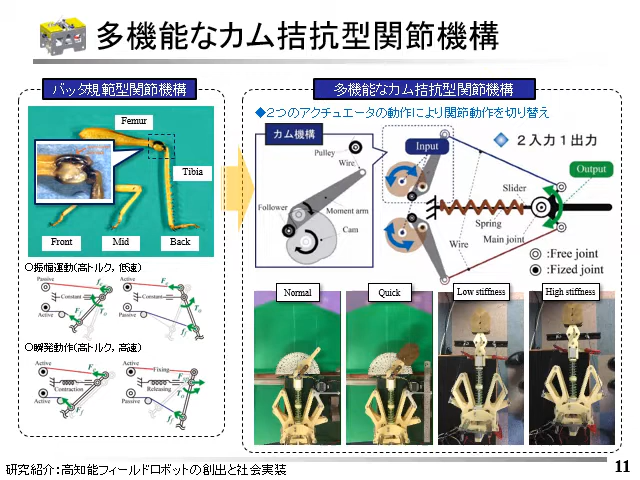 多機能なカム拮抗型関節機構
バッタ規範型関節機構
Femur
Tibia
Front
Mid
Back
○振幅運動(高トルク, 低速)
Passive
Constant
Active
Active
Constant
Passive
○瞬発動作(高トルク, 高速)
Active
Contraction
Active
Active
Fixing
Releasing
Passive
多機能なカム拮抗型関節機構
◆2つのアクチュエータの動作により関節動作を切り替え
カム機構
Pulley
Wire
Follower
Moment arm
Cam
Input
2入力1出力
Output
Slider
Spring
Main joint
Wire
:Free joint
:Fized joint
Normal
Quick
Low stiffness
High stiffness
研究紹介:高知能フィールドロボットの創出と社会実装
11